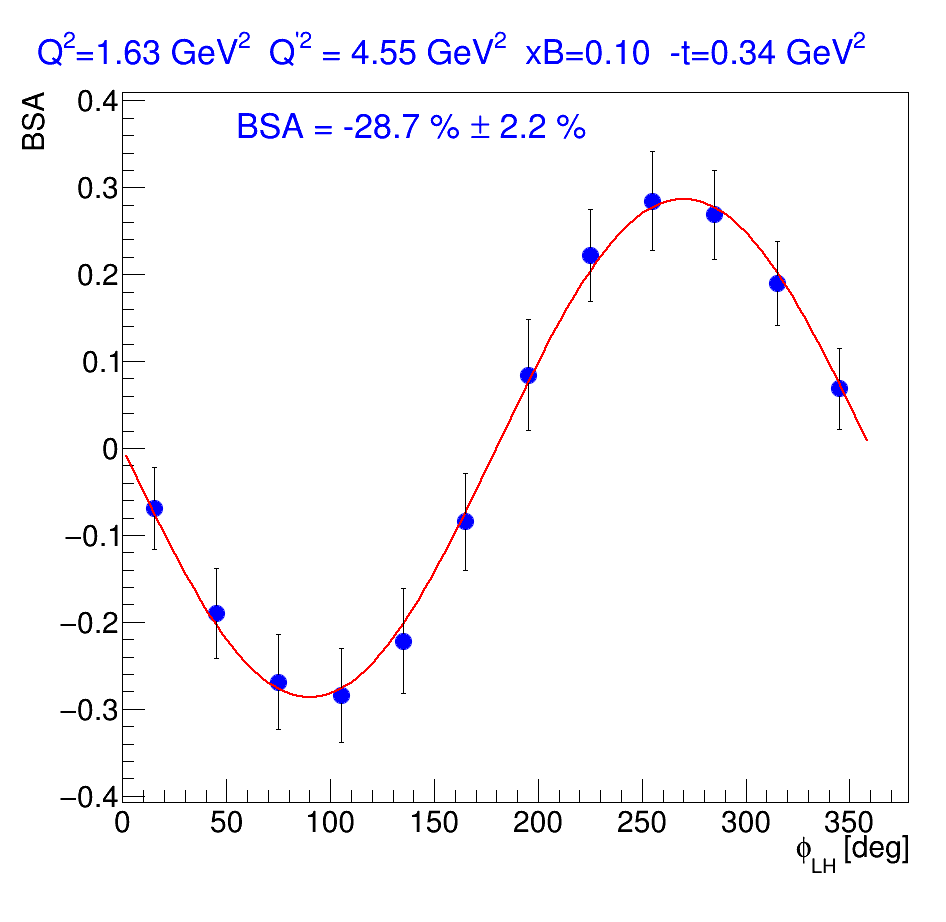 Q²=1.63 GeV² Q'² = 4.55 GeV² xB=0.10 -t=0.34 GeV²
BSA
BSA = -28.7 % ± 2.2 %
0.4
0.3
0.2
0.1
0
−0.1
−0.2
−0.3
−0.4
0 50 100 150 200 250 300 350
ϕLH [deg]